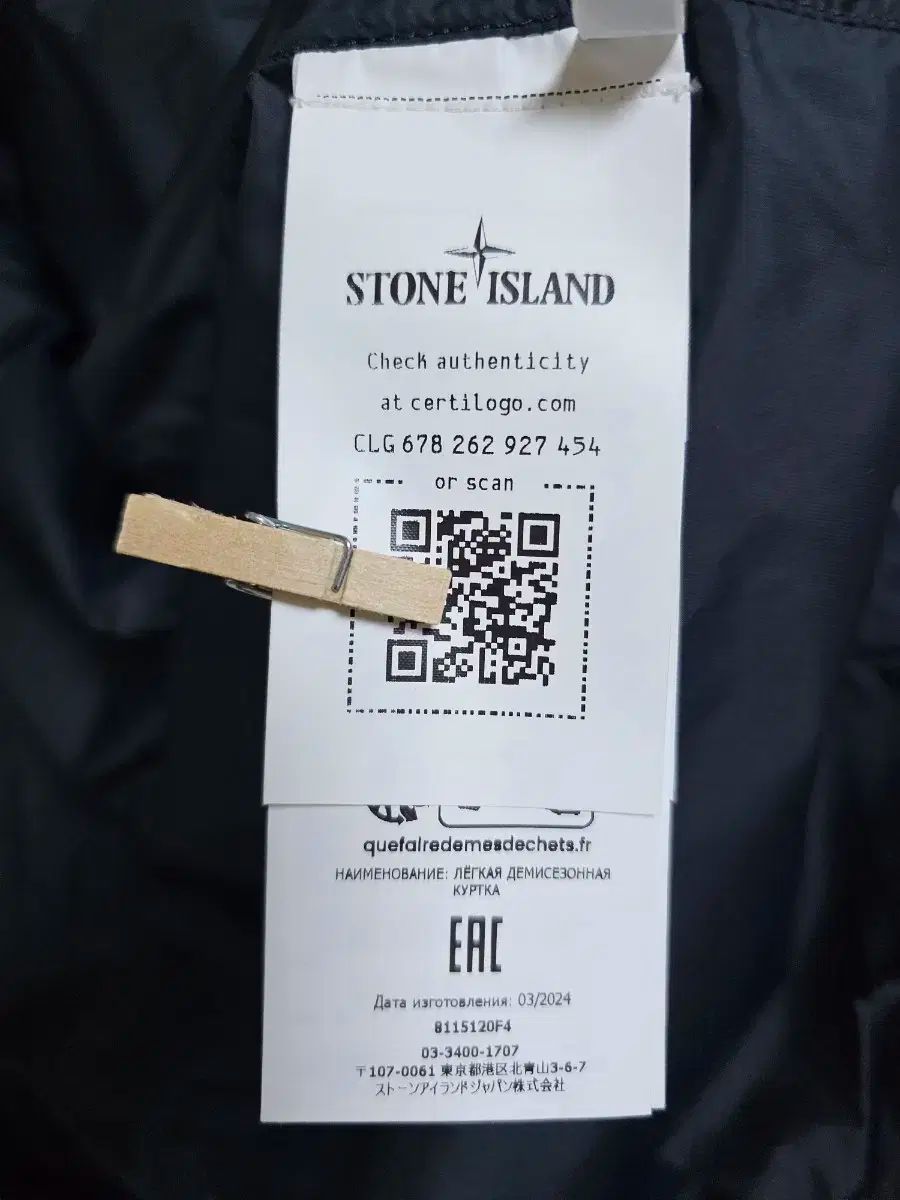 STONE ISLAND
Check authenticity
at certilogo.com
CLG 678 262 927 454
or scan
quefairedemesdechets.fr
НАИМЕНОВАНИЕ: ЛЁГКАЯ ДЕМИСЕЗОННАЯ
КУРТКА
EAC
Дата изготовления: 03/2024
8115120F4
03-3400-1707
〒107-0061 東京都港区北青山3-6-7
ストーンアイランドジャパン株式会社